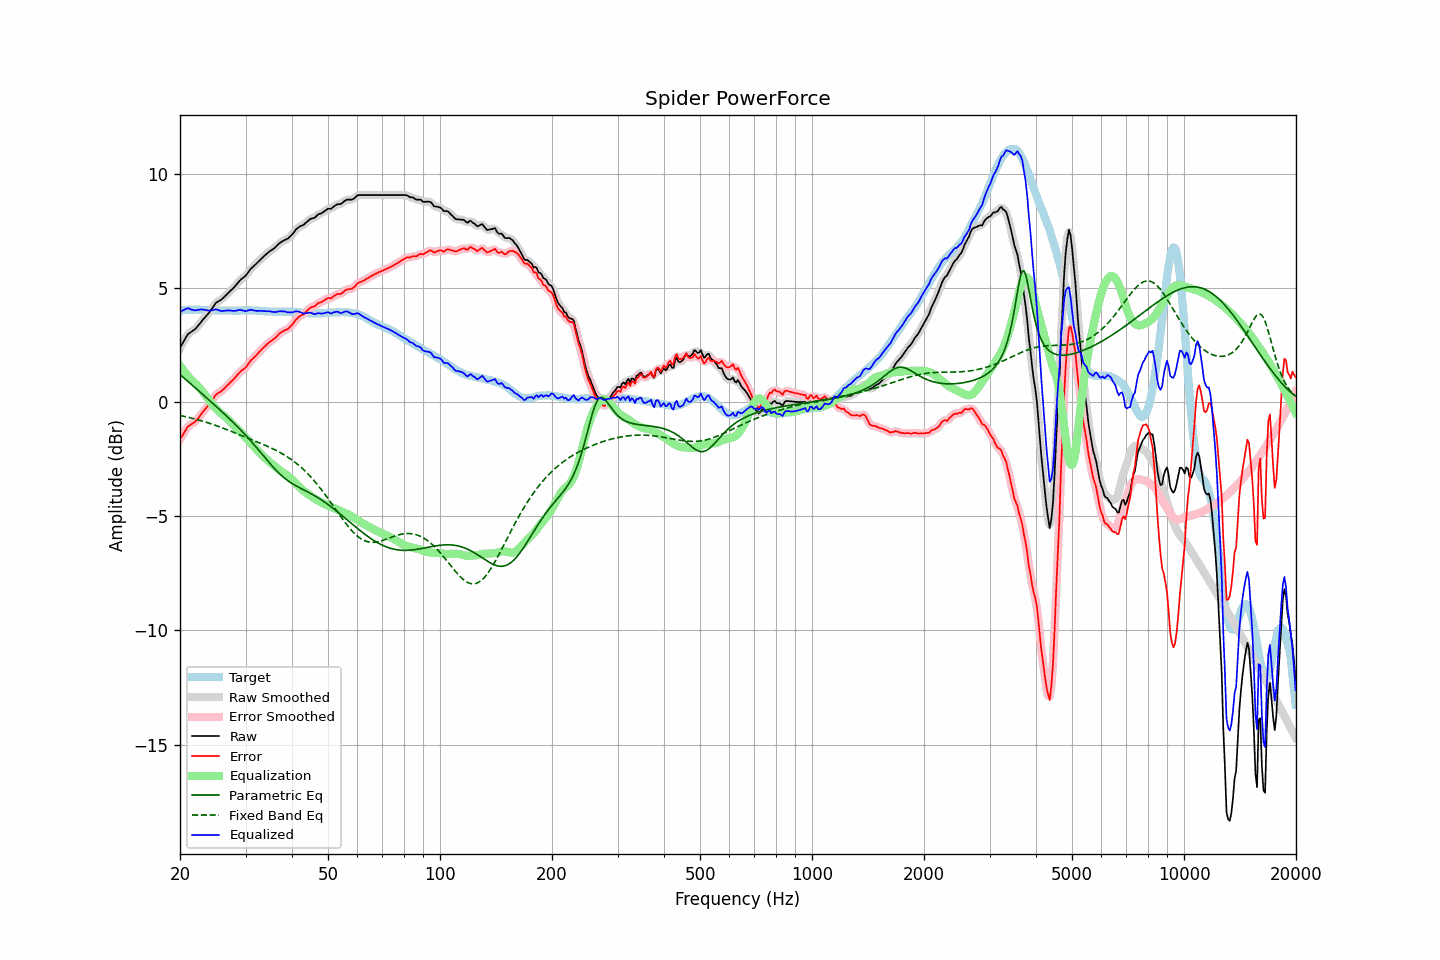 Spider PowerForce
Amplitude (dBr)
10
5
0
−5
−10
−15
Target
Raw Smoothed
Error Smoothed
Raw
Error
Equalization
Parametric Eq
Fixed Band Eq
Equalized
20 50 100 200 500 1000 2000 5000 10000 20000
Frequency (Hz)